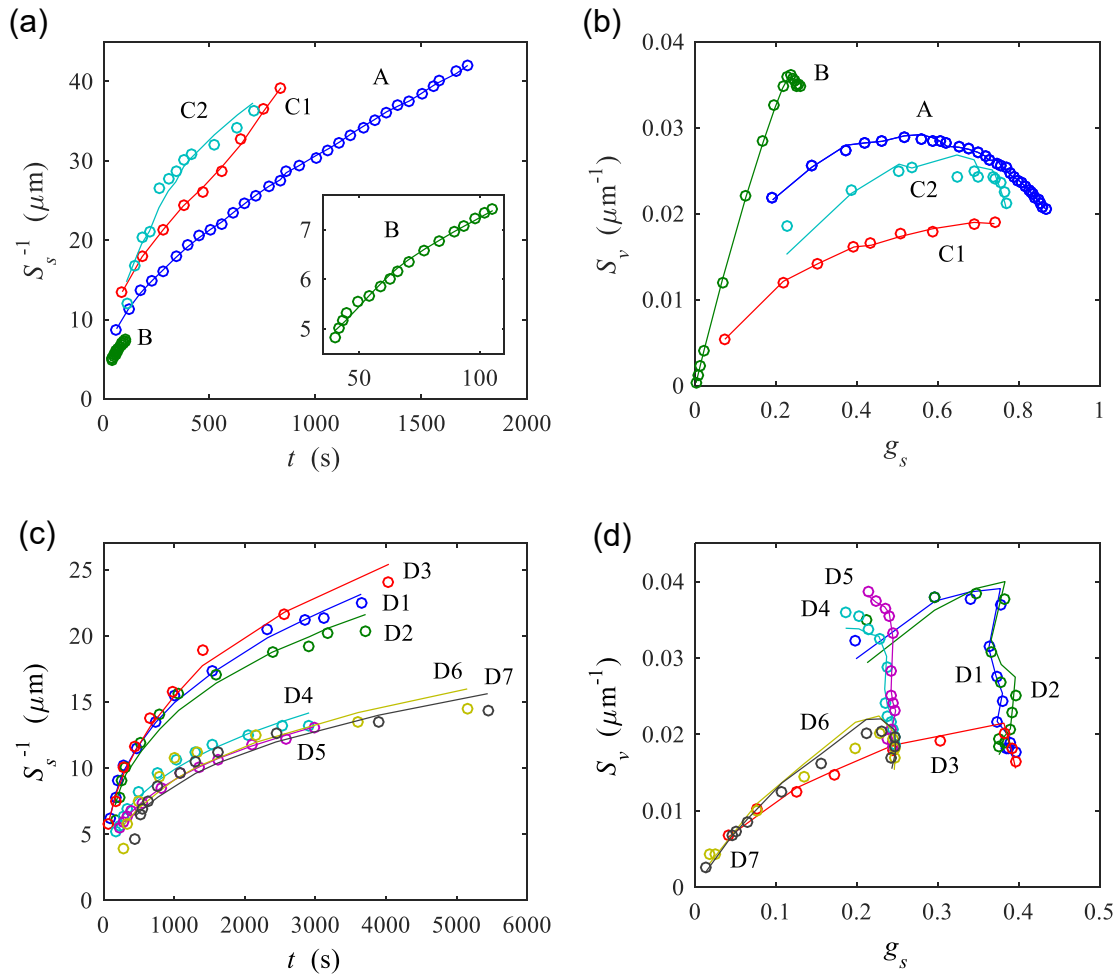 (a)
40
30
20
10
0
S_s^-1 (μm)
0 500 1000 1500 2000
t (s)
C2
C1
A
B
7
6
5
50 100
B
(b)
0.04
0.03
0.02
0.01
0
S_v (μm^-1)
0 0.2 0.4 0.6 0.8 1
g_s
B
A
C2
C1
(c)
25
20
15
10
5
0
S_s^-1 (μm)
0 1000 2000 3000 4000 5000 6000
t (s)
D3
D1
D2
D6
D7
D4
D5
(d)
0.04
0.03
0.02
0.01
0
S_v (μm^-1)
0 0.1 0.2 0.3 0.4 0.5
g_s
D5
D4
D1
D2
D6
D3
D7